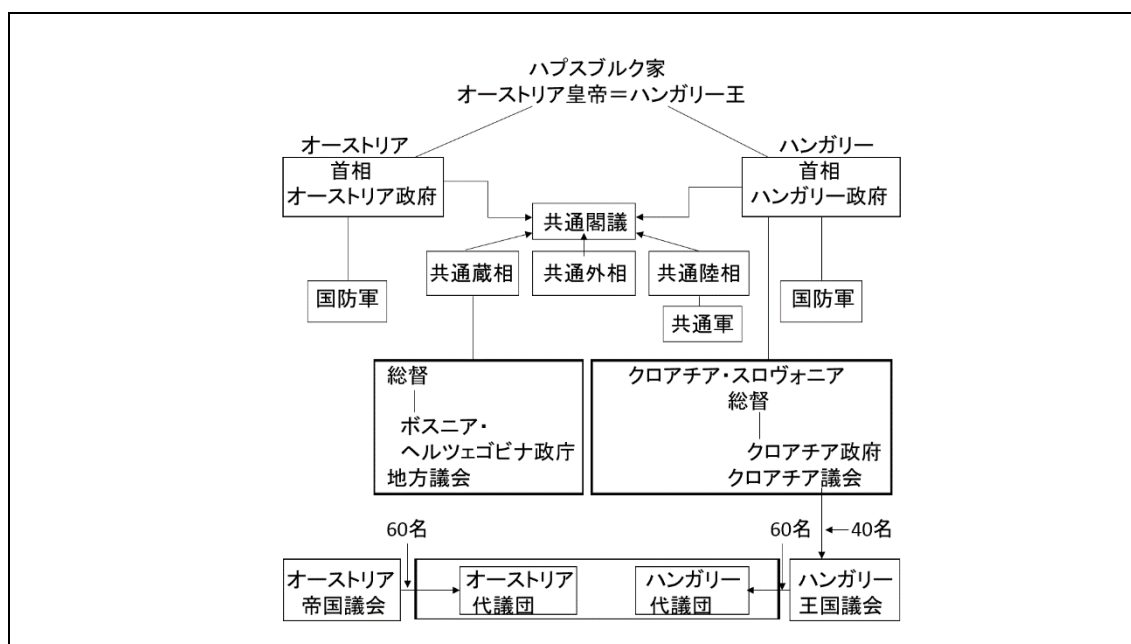 ハプスブルク家
オーストリア皇帝＝ハンガリー王
オーストリア
首相
オーストリア政府
ハンガリー
首相
ハンガリー政府
共通閣議
共通蔵相
共通外相
共通陸相
国防軍
共通軍
国防軍
総督
ボスニア・
ヘルツェゴビナ政庁
地方議会
クロアチア・スロヴォニア
総督
クロアチア政府
クロアチア議会
60名
60名
40名
オーストリア
帝国議会
オーストリア
代議団
ハンガリー
代議団
ハンガリー
王国議会